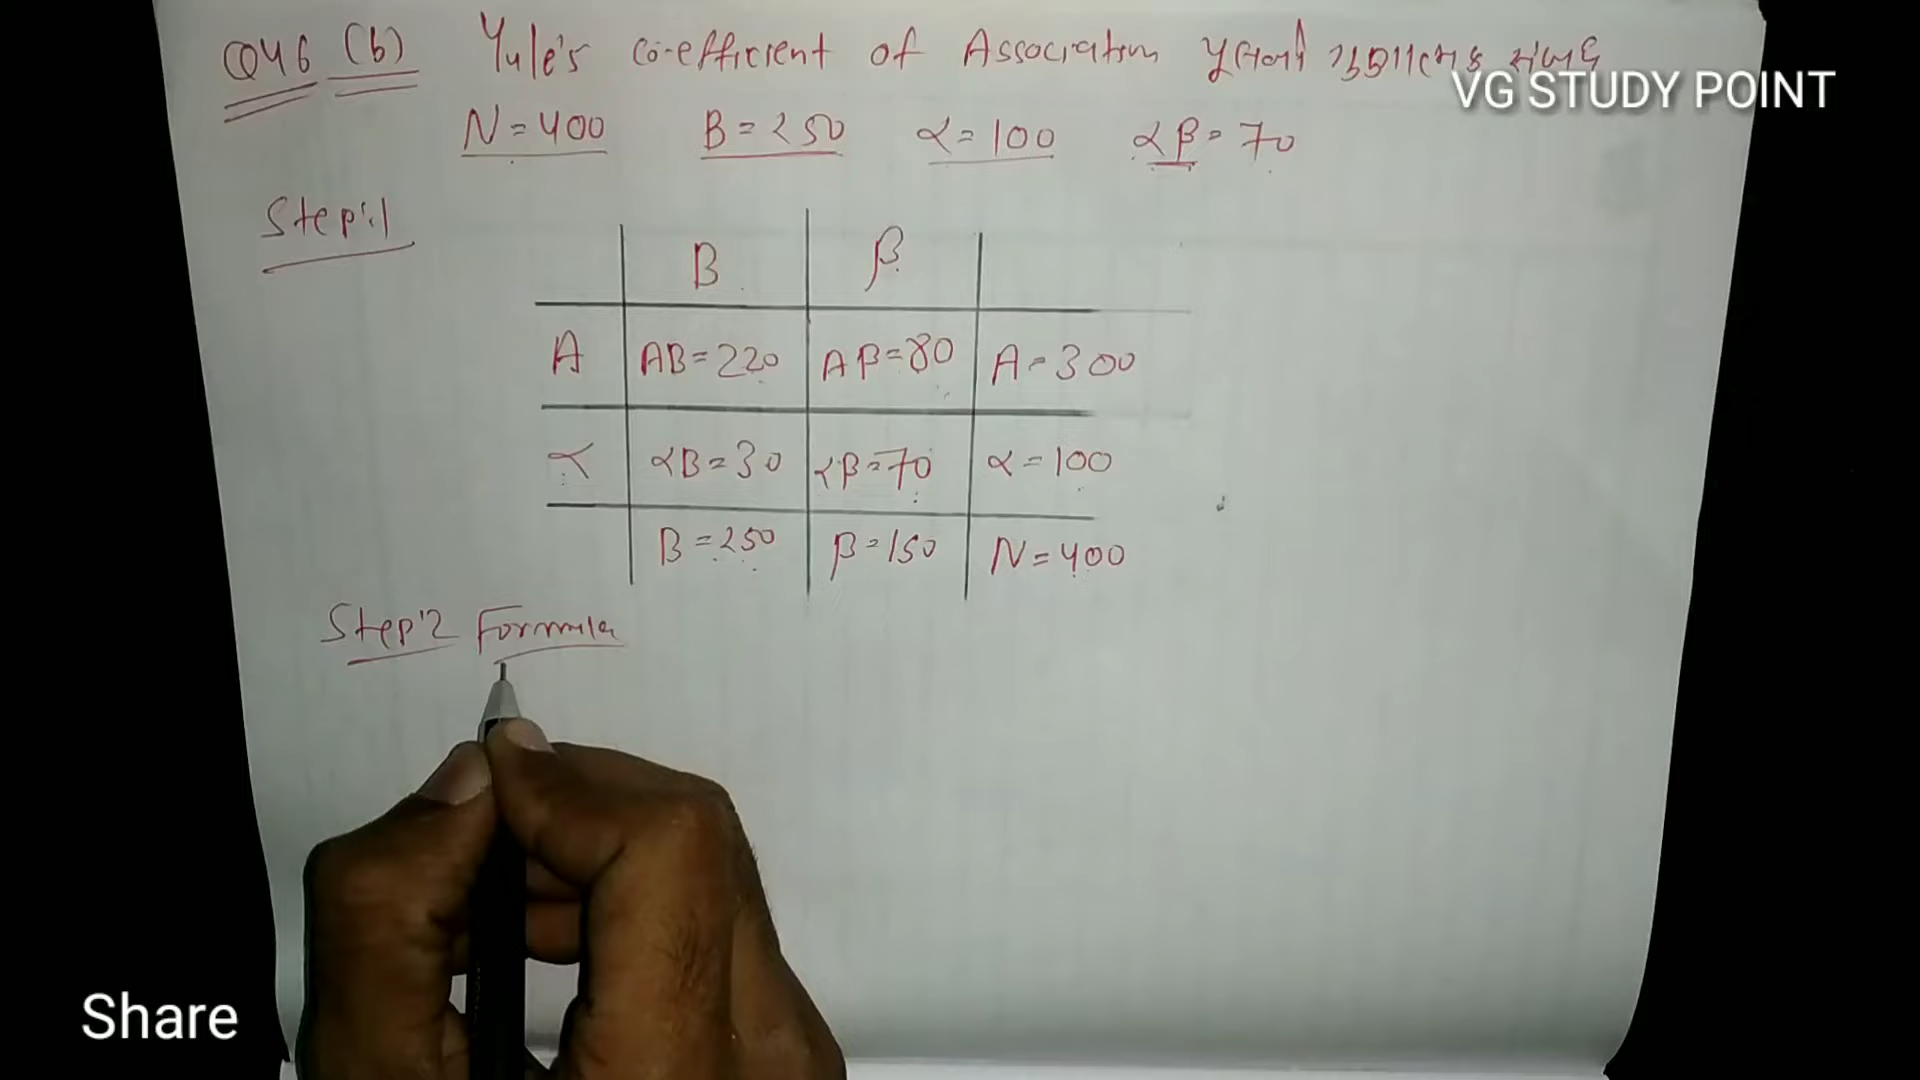 Q46 (b) Yule's Co-efficient of Association
VG STUDY POINT
N=400 B=250 α=100 αβ=70
Step:1
B β
A AB=220 Aβ=80 A=300
α αB=30 αβ=70 α=100
B=250 β=150 N=400
Step:2 Formula
Share